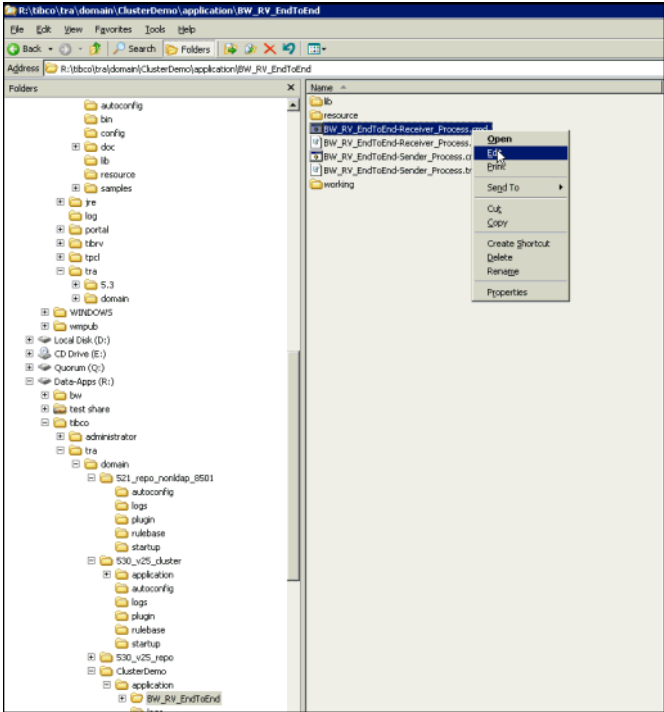 R:\tibco\tra\domain\ClusterDemo\application\BW_RV_EndToEnd
File Edit View Favorites Tools Help
Back Search Folders
Address R:\tibco\tra\domain\ClusterDemo\application\BW_RV_EndToEnd
Folders x
autoconfig
bin
config
doc
lib
resource
samples
jre
log
portal
tibrv
tpcl
tra
5.3
domain
WINDOWS
wmpub
Local Disk (D:)
CD Drive (E:)
Quorum (Q:)
Data-Apps (R:)
bw
test share
tibco
administrator
tra
domain
521_repo_nonldap_8501
autoconfig
logs
plugin
rulebase
startup
530_v25_cluster
application
autoconfig
logs
plugin
rulebase
startup
530_v25_repo
ClusterDemo
application
BW_RV_EndToEnd
Name
lib
resource
BW_RV_EndToEnd-Receiver_Process.cmd
BW_RV_EndToEnd-Receiver_Process.
BW_RV_EndToEnd-Sender_Process.c
BW_RV_EndToEnd-Sender_Process.tr
working
Open
Edit
Print
Send To
Cut
Copy
Create Shortcut
Delete
Rename
Properties